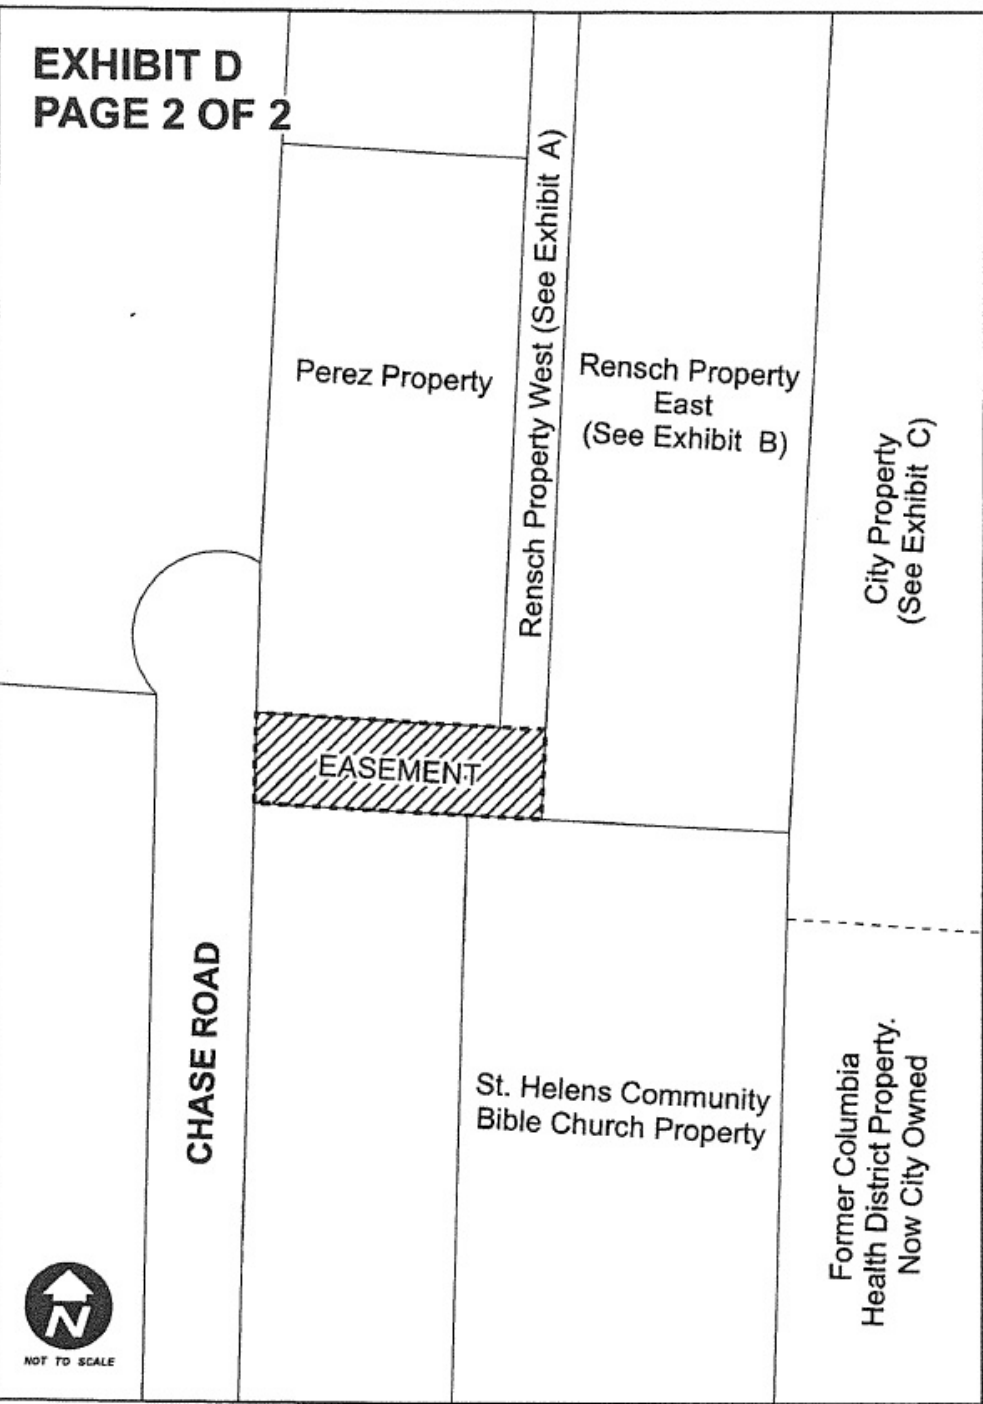 EXHIBIT D
PAGE 2 OF 2
Perez Property
Rensch Property West (See Exhibit A)
Rensch Property
East
(See Exhibit B)
City Property
(See Exhibit C)
EASEMENT
CHASE ROAD
St. Helens Community
Bible Church Property
Former Columbia
Health District Property.
Now City Owned
N
NOT TO SCALE